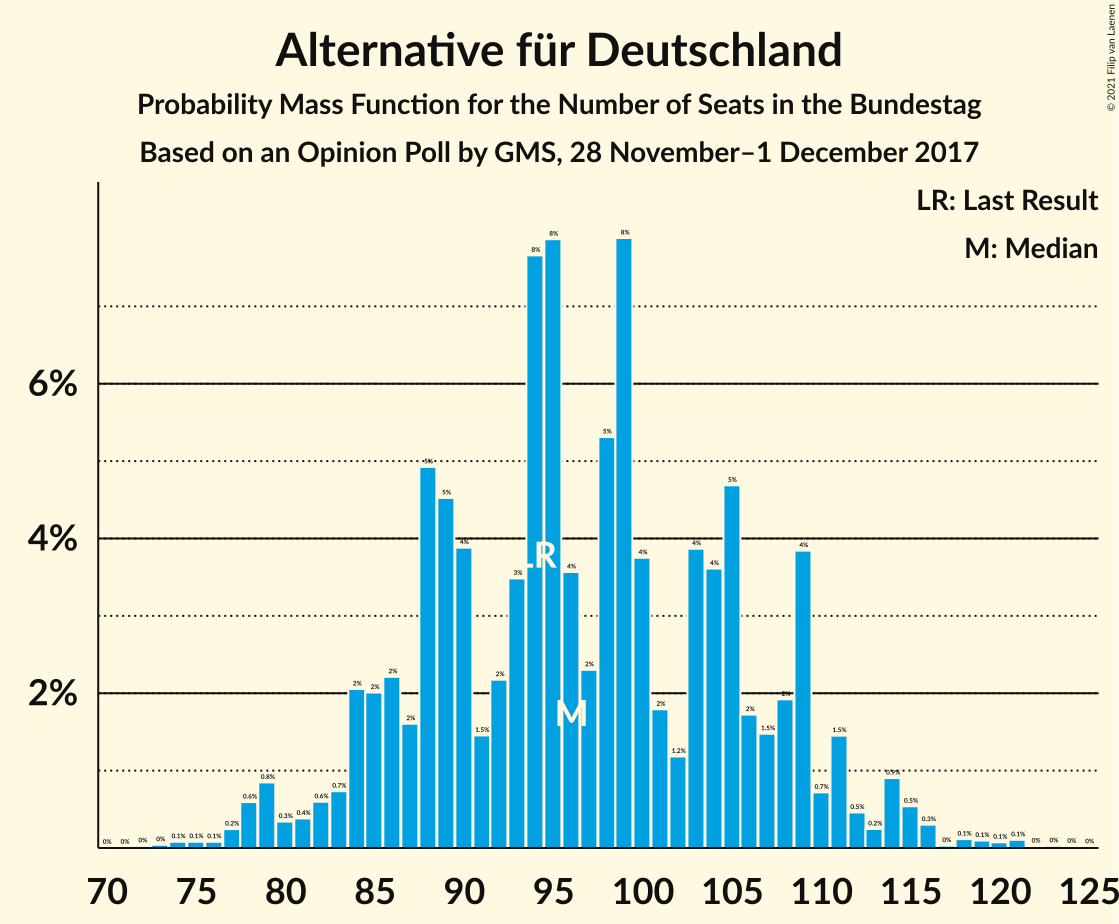 Alternative für Deutschland
Probability Mass Function for the Number of Seats in the Bundestag
Based on an Opinion Poll by GMS, 28 November–1 December 2017
© 2021 Filip van Laenen
LR: Last Result
M: Median
6%
4%
2%
0% 0% 0% 0% 0.1% 0.1% 0.1% 0.2% 0.6% 0.8% 0.3% 0.4% 0.6% 0.7% 2% 2% 2% 2% 5% 5% 4% 1.5% 2% 3% 8% 8% 4% 2% 5% 8% 4% 2% 1.2% 4% 4% 5% 2% 1.5% 2% 4% 0.7% 1.5% 0.5% 0.2% 0.9% 0.5% 0.3% 0% 0.1% 0.1% 0.1% 0.1% 0% 0% 0% 0%
LR
M
70 75 80 85 90 95 100 105 110 115 120 125